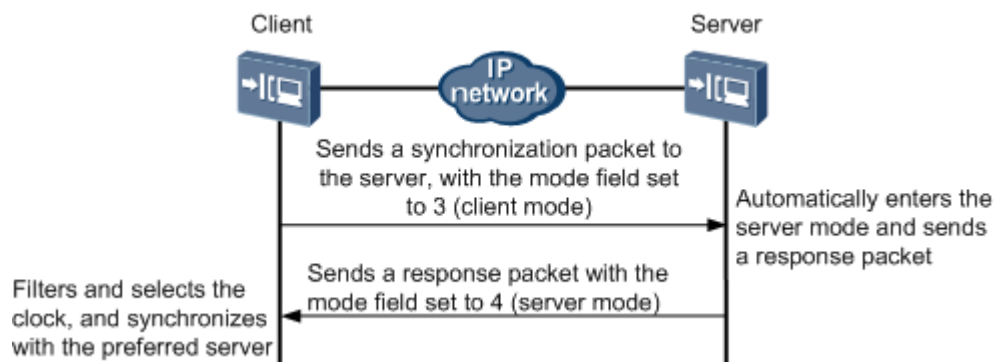 Client
Server
IP
network
Sends a synchronization packet to
the server, with the mode field set
to 3 (client mode)
Automatically enters the
server mode and sends
a response packet
Sends a response packet with the
mode field set to 4 (server mode)
Filters and selects the
clock, and synchronizes
with the preferred server